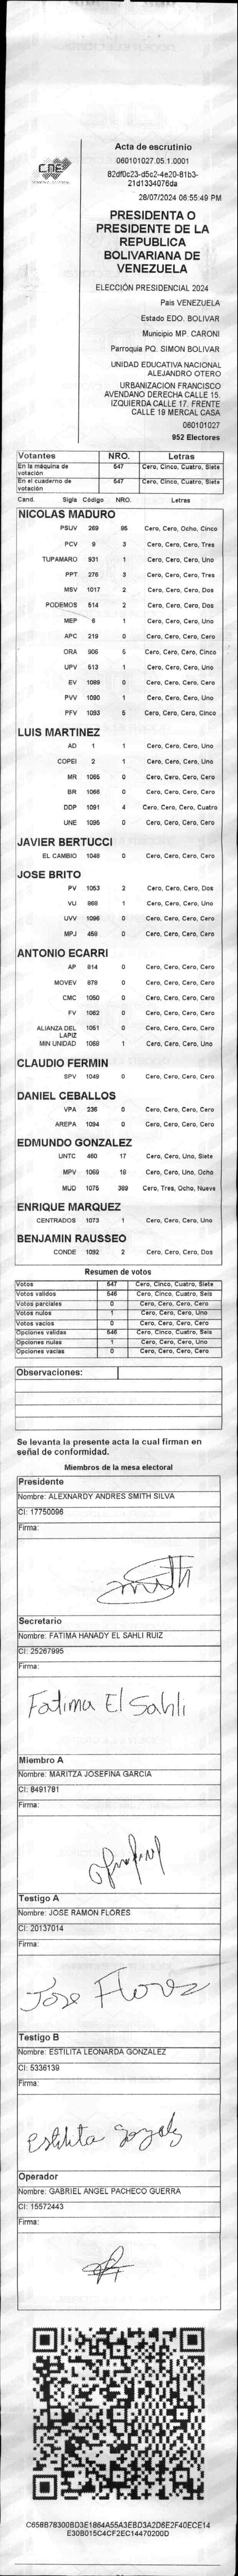 CNE
Acta de escrutinio
060101027.05.1.0001
82df0c23-d5c2-4e20-81b3-
21d1334076da
28/07/2024 06:55:49 PM
PRESIDENTA O
PRESIDENTE DE LA
REPUBLICA
BOLIVARIANA DE
VENEZUELA
ELECCIÓN PRESIDENCIAL 2024
Pais VENEZUELA
Estado EDO. BOLIVAR
Municipio MP. CARONI
Parroquia PQ. SIMON BOLIVAR
UNIDAD EDUCATIVA NACIONAL
ALEJANDRO OTERO
URBANIZACION FRANCISCO
AVENDANO DERECHA CALLE 15.
IZQUIERDA CALLE 17. FRENTE
CALLE 19 MERCAL CASA
060101027
952 Electores
Votantes NRO. Letras
En la máquina de votación 547 Cero, Cinco, Cuatro, Siete
En el cuaderno de votación 547 Cero, Cinco, Cuatro, Siete
Cand. Sigla Código NRO. Letras
NICOLAS MADURO
PSUV 269 85 Cero, Cero, Ocho, Cinco
PCV 9 3 Cero, Cero, Cero, Tres
TUPAMARO 931 1 Cero, Cero, Cero, Uno
PPT 276 3 Cero, Cero, Cero, Tres
MSV 1017 2 Cero, Cero, Cero, Dos
PODEMOS 514 2 Cero, Cero, Cero, Dos
MEP 6 1 Cero, Cero, Cero, Uno
APC 219 0 Cero, Cero, Cero, Cero
ORA 906 5 Cero, Cero, Cero, Cinco
UPV 513 1 Cero, Cero, Cero, Uno
EV 1089 0 Cero, Cero, Cero, Cero
PVV 1090 1 Cero, Cero, Cero, Uno
PFV 1093 5 Cero, Cero, Cero, Cinco
LUIS MARTINEZ
AD 1 1 Cero, Cero, Cero, Uno
COPEI 2 1 Cero, Cero, Cero, Uno
MR 1065 0 Cero, Cero, Cero, Cero
BR 1066 0 Cero, Cero, Cero, Cero
DDP 1091 4 Cero, Cero, Cero, Cuatro
UNE 1095 0 Cero, Cero, Cero, Cero
JAVIER BERTUCCI
EL CAMBIO 1048 0 Cero, Cero, Cero, Cero
JOSE BRITO
PV 1053 2 Cero, Cero, Cero, Dos
VU 868 1 Cero, Cero, Cero, Uno
UVV 1096 0 Cero, Cero, Cero, Cero
MPJ 459 0 Cero, Cero, Cero, Cero
ANTONIO ECARRI
AP 814 0 Cero, Cero, Cero, Cero
MOVEV 878 0 Cero, Cero, Cero, Cero
CMC 1050 0 Cero, Cero, Cero, Cero
FV 1062 0 Cero, Cero, Cero, Cero
ALIANZA DEL LAPIZ 1051 0 Cero, Cero, Cero, Cero
MIN UNIDAD 1068 1 Cero, Cero, Cero, Uno
CLAUDIO FERMIN
SPV 1049 0 Cero, Cero, Cero, Cero
DANIEL CEBALLOS
VPA 236 0 Cero, Cero, Cero, Cero
AREPA 1094 0 Cero, Cero, Cero, Cero
EDMUNDO GONZALEZ
UNTC 460 17 Cero, Cero, Uno, Siete
MPV 1069 18 Cero, Cero, Uno, Ocho
MUD 1075 389 Cero, Tres, Ocho, Nueve
ENRIQUE MARQUEZ
CENTRADOS 1073 1 Cero, Cero, Cero, Uno
BENJAMIN RAUSSEO
CONDE 1092 2 Cero, Cero, Cero, Dos
Resumen de votos
Votos 547 Cero, Cinco, Cuatro, Siete
Votos validos 546 Cero, Cinco, Cuatro, Seis
Votos parciales 0 Cero, Cero, Cero, Cero
Votos nulos 1 Cero, Cero, Cero, Uno
Votos vacios 0 Cero, Cero, Cero, Cero
Opciones validas 546 Cero, Cinco, Cuatro, Seis
Opciones nulas 1 Cero, Cero, Cero, Uno
Opciones vacias 0 Cero, Cero, Cero, Cero
Observaciones:
Se levanta la presente acta la cual firman en
señal de conformidad.
Miembros de la mesa electoral
Presidente
Nombre: ALEXNARDY ANDRES SMITH SILVA
CI: 17750096
Firma:
Smith
Secretario
Nombre: FATIMA HANADY EL SAHLI RUIZ
CI: 25267995
Firma:
Fatima El Sahli
Miembro A
Nombre: MARITZA JOSEFINA GARCIA
CI: 8491781
Firma:
Testigo A
Nombre: JOSE RAMON FLORES
CI: 20137014
Firma:
Jose Flores
Testigo B
Nombre: ESTILITA LEONARDA GONZALEZ
CI: 5336139
Firma:
Estilita Gonzalez
Operador
Nombre: GABRIEL ANGEL PACHECO GUERRA
CI: 15572443
Firma:
C658B78300BD3E1864A55A3EBD3A2D6E2F40ECE14
E30B015C4CF2EC14470200D